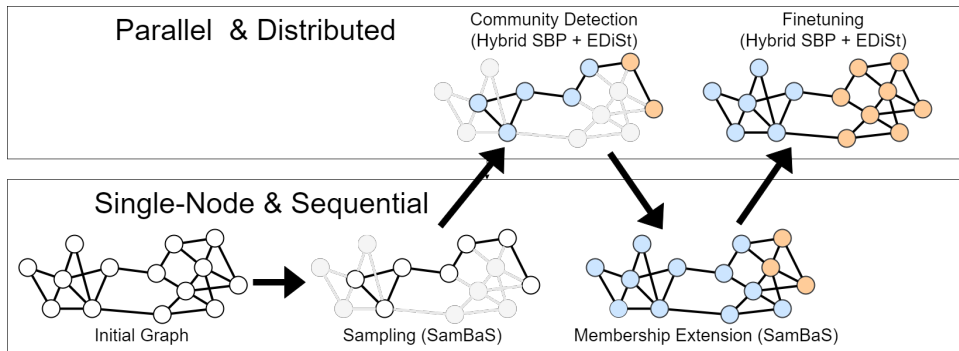 Parallel & Distributed
Community Detection
(Hybrid SBP + EDiSt)
Finetuning
(Hybrid SBP + EDiSt)
Single-Node & Sequential
Initial Graph
Sampling (SamBaS)
Membership Extension (SamBaS)